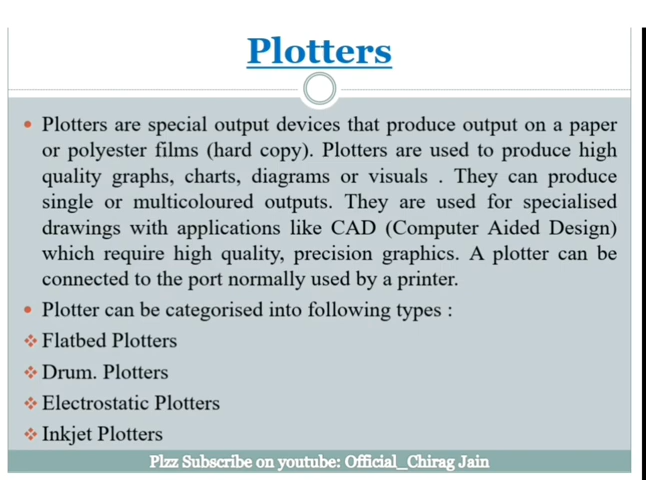 Plotters
Plotters are special output devices that produce output on a paper
or polyester films (hard copy). Plotters are used to produce high
quality graphs, charts, diagrams or visuals . They can produce
single or multicoloured outputs. They are used for specialised
drawings with applications like CAD (Computer Aided Design)
which require high quality, precision graphics. A plotter can be
connected to the port normally used by a printer.
Plotter can be categorised into following types :
Flatbed Plotters
Drum. Plotters
Electrostatic Plotters
Inkjet Plotters
Plzz Subscribe on youtube: Official_Chirag Jain